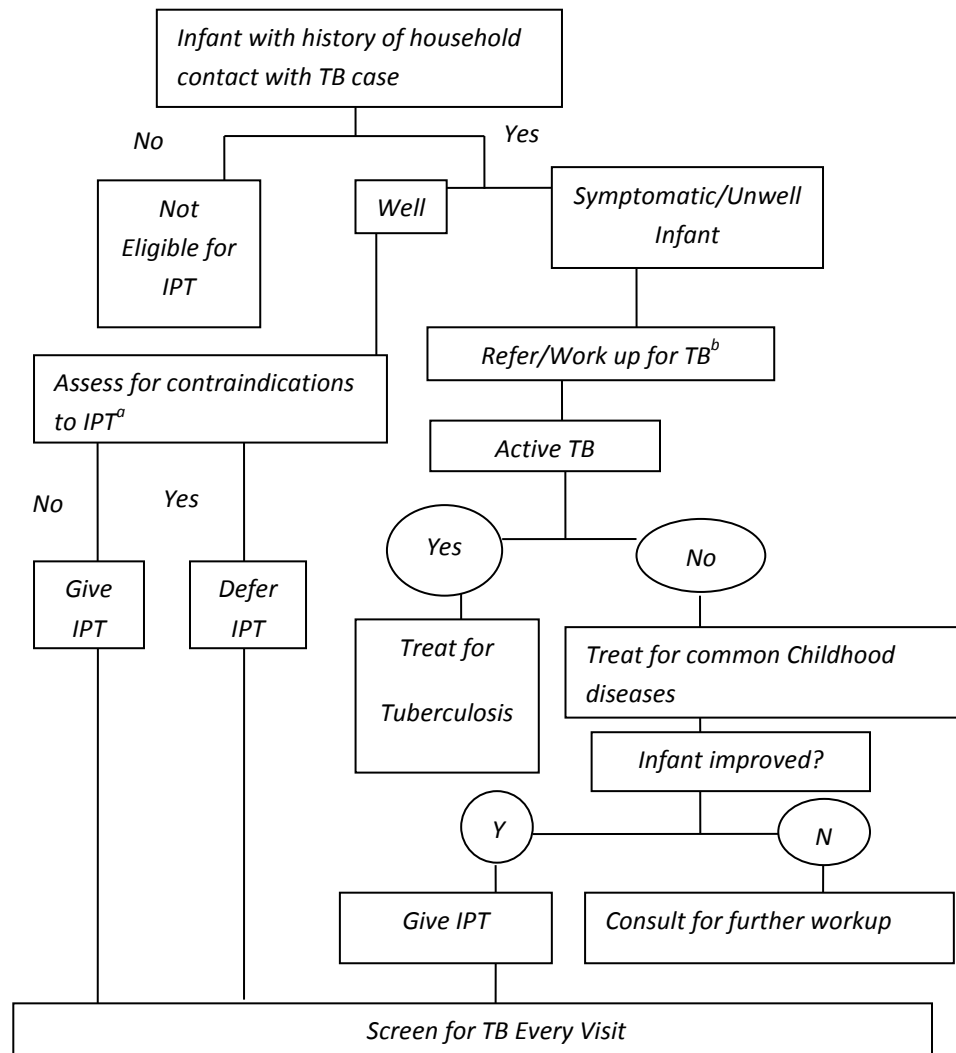 Infant with history of household
contact with TB case
No
Yes
Not
Eligible for
IPT
Well
Symptomatic/Unwell
Infant
Refer/Work up for TBb
Assess for contraindications
to IPTa
Active TB
No
Yes
Yes
No
Give
IPT
Defer
IPT
Treat for
Tuberculosis
Treat for common Childhood
diseases
Infant improved?
Y
N
Give IPT
Consult for further workup
Screen for TB Every Visit